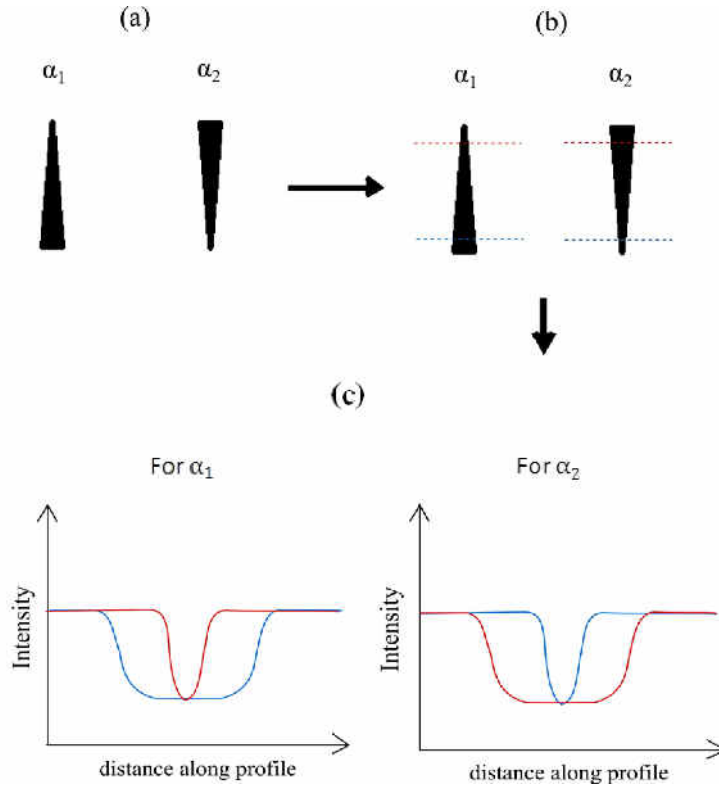 (a)
(b)
α₁
α₂
α₁
α₂
(c)
For α₁
For α₂
Intensity
distance along profile
Intensity
distance along profile